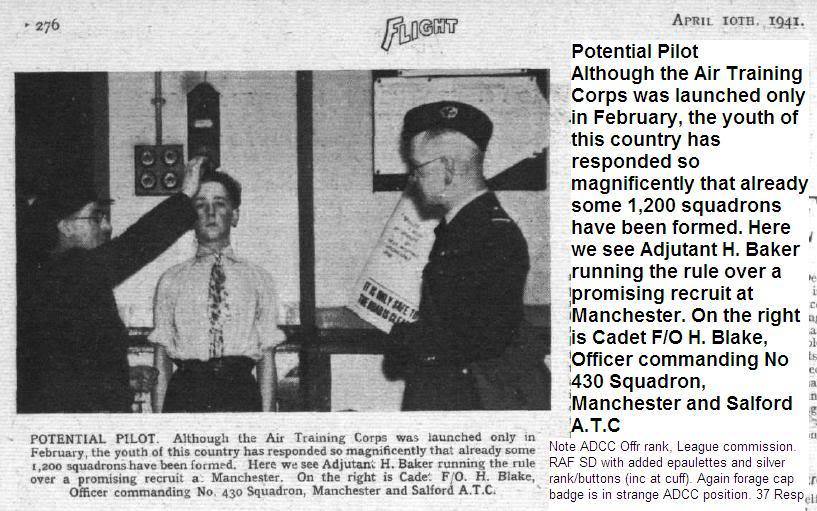 276
FLIGHT
APRIL 10TH, 1941.
IT IS ONLY SAFE
THE ROAD IS
POTENTIAL PILOT. Although the Air Training Corps was launched only in
February, the youth of this country has responded so magnificently that already some
1,200 squadrons have been formed. Here we see Adjutant H. Baker running the rule
over a promising recruit at Manchester. On the right is Cadet F/O. H. Blake,
Officer commanding No. 430 Squadron, Manchester and Salford A.T.C.
Potential Pilot
Although the Air Training
Corps was launched only
in February, the youth of
this country has
responded so
magnificently that already
some 1,200 squadrons
have been formed. Here
we see Adjutant H. Baker
running the rule over a
promising recruit at
Manchester. On the right
is Cadet F/O H. Blake,
Officer commanding No
430 Squadron,
Manchester and Salford
A.T.C
Note ADCC Offr rank, League commission.
RAF SD with added epaulettes and silver
rank/buttons (inc at cuff). Again forage cap
badge is in strange ADCC position. 37 Resp